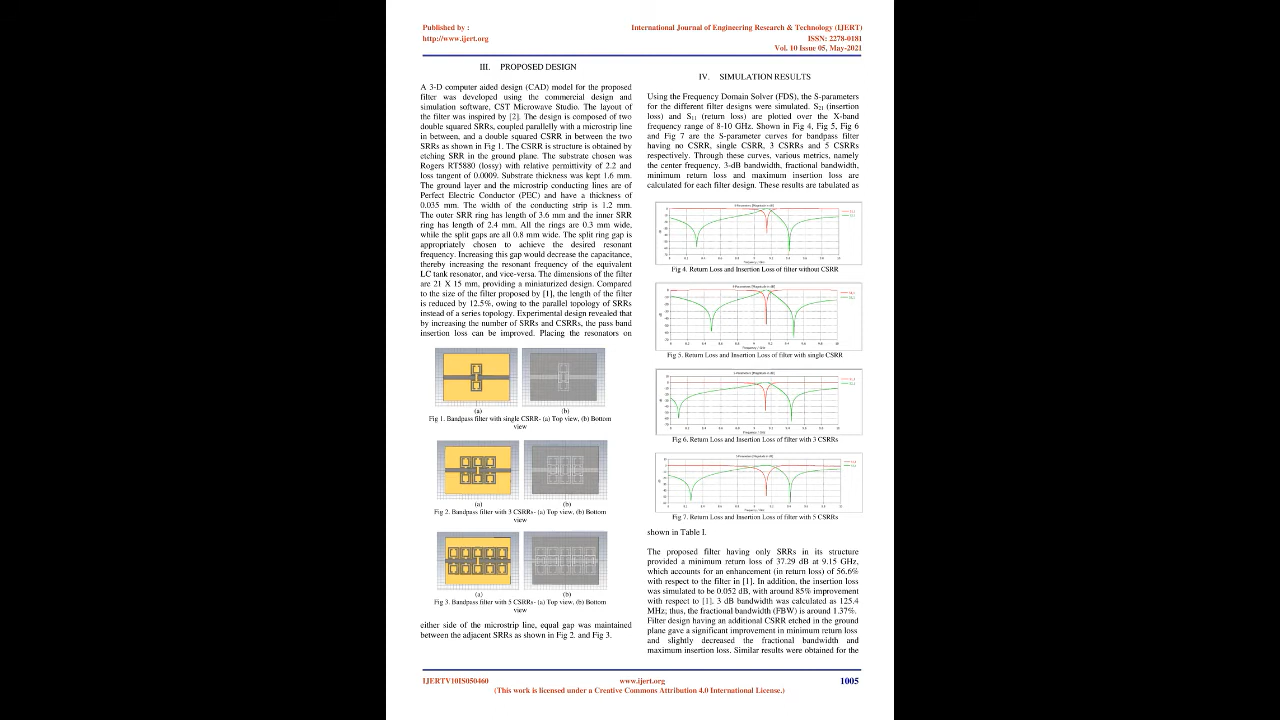 Published by :
http://www.ijert.org
International Journal of Engineering Research & Technology (IJERT)
ISSN: 2278-0181
Vol. 10 Issue 05, May-2021
III. PROPOSED DESIGN
A 3-D computer aided design (CAD) model for the proposed
filter was developed using the commercial design and
simulation software, CST Microwave Studio. The layout of
the filter was inspired by [2]. The design is composed of two
double squared SRRs, coupled parallelly with a microstrip line
in between, and a double squared CSRR in between the two
SRRs as shown in Fig 1. The CSRR is structure is obtained by
etching SRR in the ground plane. The substrate chosen was
Rogers RT5880 (lossy) with relative permittivity of 2.2 and
loss tangent of 0.0009. Substrate thickness was kept 1.6 mm.
The ground layer and the microstrip conducting lines are of
Perfect Electric Conductor (PEC) and have a thickness of
0.035 mm. The width of the conducting strip is 1.2 mm.
The outer SRR ring has length of 3.6 mm and the inner SRR
ring has length of 2.4 mm. All the rings are 0.3 mm wide,
while the split gaps are all 0.8 mm wide. The split ring gap is
appropriately chosen to achieve the desired resonant
frequency. Increasing this gap would decrease the capacitance,
thereby increasing the resonant frequency of the equivalent
LC tank resonator, and vice-versa. The dimensions of the filter
are 21 X 15 mm, providing a miniaturized design. Compared
to the size of the filter proposed by [1], the length of the filter
is reduced by 12.5%, owing to the parallel topology of SRRs
instead of a series topology. Experimental design revealed that
by increasing the number of SRRs and CSRRs, the pass band
insertion loss can be improved. Placing the resonators on
(a) (b)
Fig 1. Bandpass filter with single CSRR- (a) Top view, (b) Bottom
view
(a) (b)
Fig 2. Bandpass filter with 3 CSRRs- (a) Top view, (b) Bottom
view
(a) (b)
Fig 3. Bandpass filter with 5 CSRRs- (a) Top view, (b) Bottom
view
either side of the microstrip line, equal gap was maintained
between the adjacent SRRs as shown in Fig 2. and Fig 3.
IV. SIMULATION RESULTS
Using the Frequency Domain Solver (FDS), the S-parameters
for the different filter designs were simulated. S21 (insertion
loss) and S11 (return loss) are plotted over the X-band
frequency range of 8-10 GHz. Shown in Fig 4, Fig 5, Fig 6
and Fig 7 are the S-parameter curves for bandpass filter
having no CSRR, single CSRR, 3 CSRRs and 5 CSRRs
respectively. Through these curves, various metrics, namely
the center frequency, 3-dB bandwidth, fractional bandwidth,
minimum return loss and maximum insertion loss are
calculated for each filter design. These results are tabulated as
Fig 4. Return Loss and Insertion Loss of filter without CSRR
Fig 5. Return Loss and Insertion Loss of filter with single CSRR
Fig 6. Return Loss and Insertion Loss of filter with 3 CSRRs
Fig 7. Return Loss and Insertion Loss of filter with 5 CSRRs
shown in Table I.
The proposed filter having only SRRs in its structure
provided a minimum return loss of 37.29 dB at 9.15 GHz,
which accounts for an enhancement (in return loss) of 56.6%
with respect to the filter in [1]. In addition, the insertion loss
was simulated to be 0.052 dB, with around 85% improvement
with respect to [1]. 3 dB bandwidth was calculated as 125.4
MHz; thus, the fractional bandwidth (FBW) is around 1.37%.
Filter design having an additional CSRR etched in the ground
plane gave a significant improvement in minimum return loss
and slightly decreased the fractional bandwidth and
maximum insertion loss. Similar results were obtained for the
IJERTV10IS050460
www.ijert.org
1005
(This work is licensed under a Creative Commons Attribution 4.0 International License.)